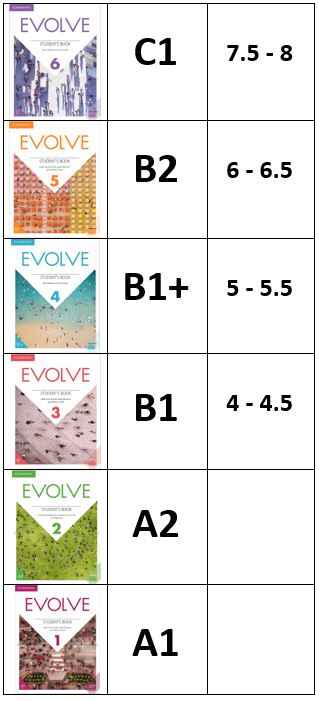 EVOLVE
STUDENT'S BOOK
6
C1
7.5 - 8
EVOLVE
STUDENT'S BOOK
5
B2
6 - 6.5
EVOLVE
STUDENT'S BOOK
4
B1+
5 - 5.5
EVOLVE
STUDENT'S BOOK
3
B1
4 - 4.5
EVOLVE
STUDENT'S BOOK
2
A2
EVOLVE
STUDENT'S BOOK
1
A1